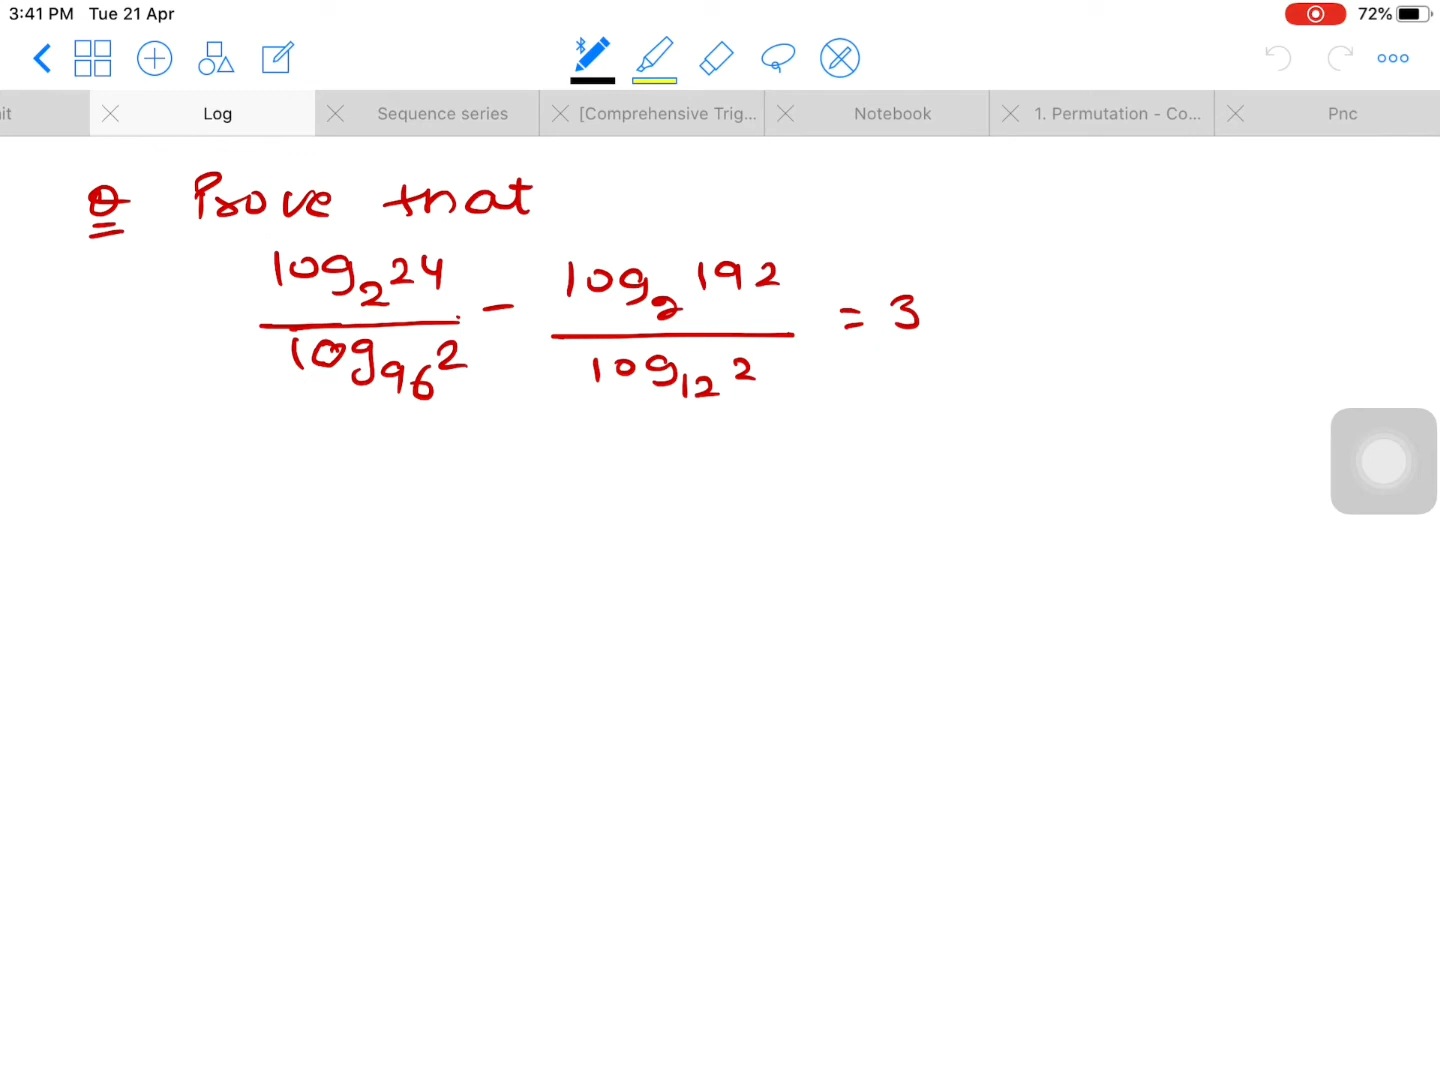 3:41 PM Tue 21 Apr 72%
it Log Sequence series [Comprehensive Trig... Notebook 1. Permutation - Co... Pnc
Q Prove that
log₂24 / log₉₆2 - log₂192 / log₁₂2 = 3